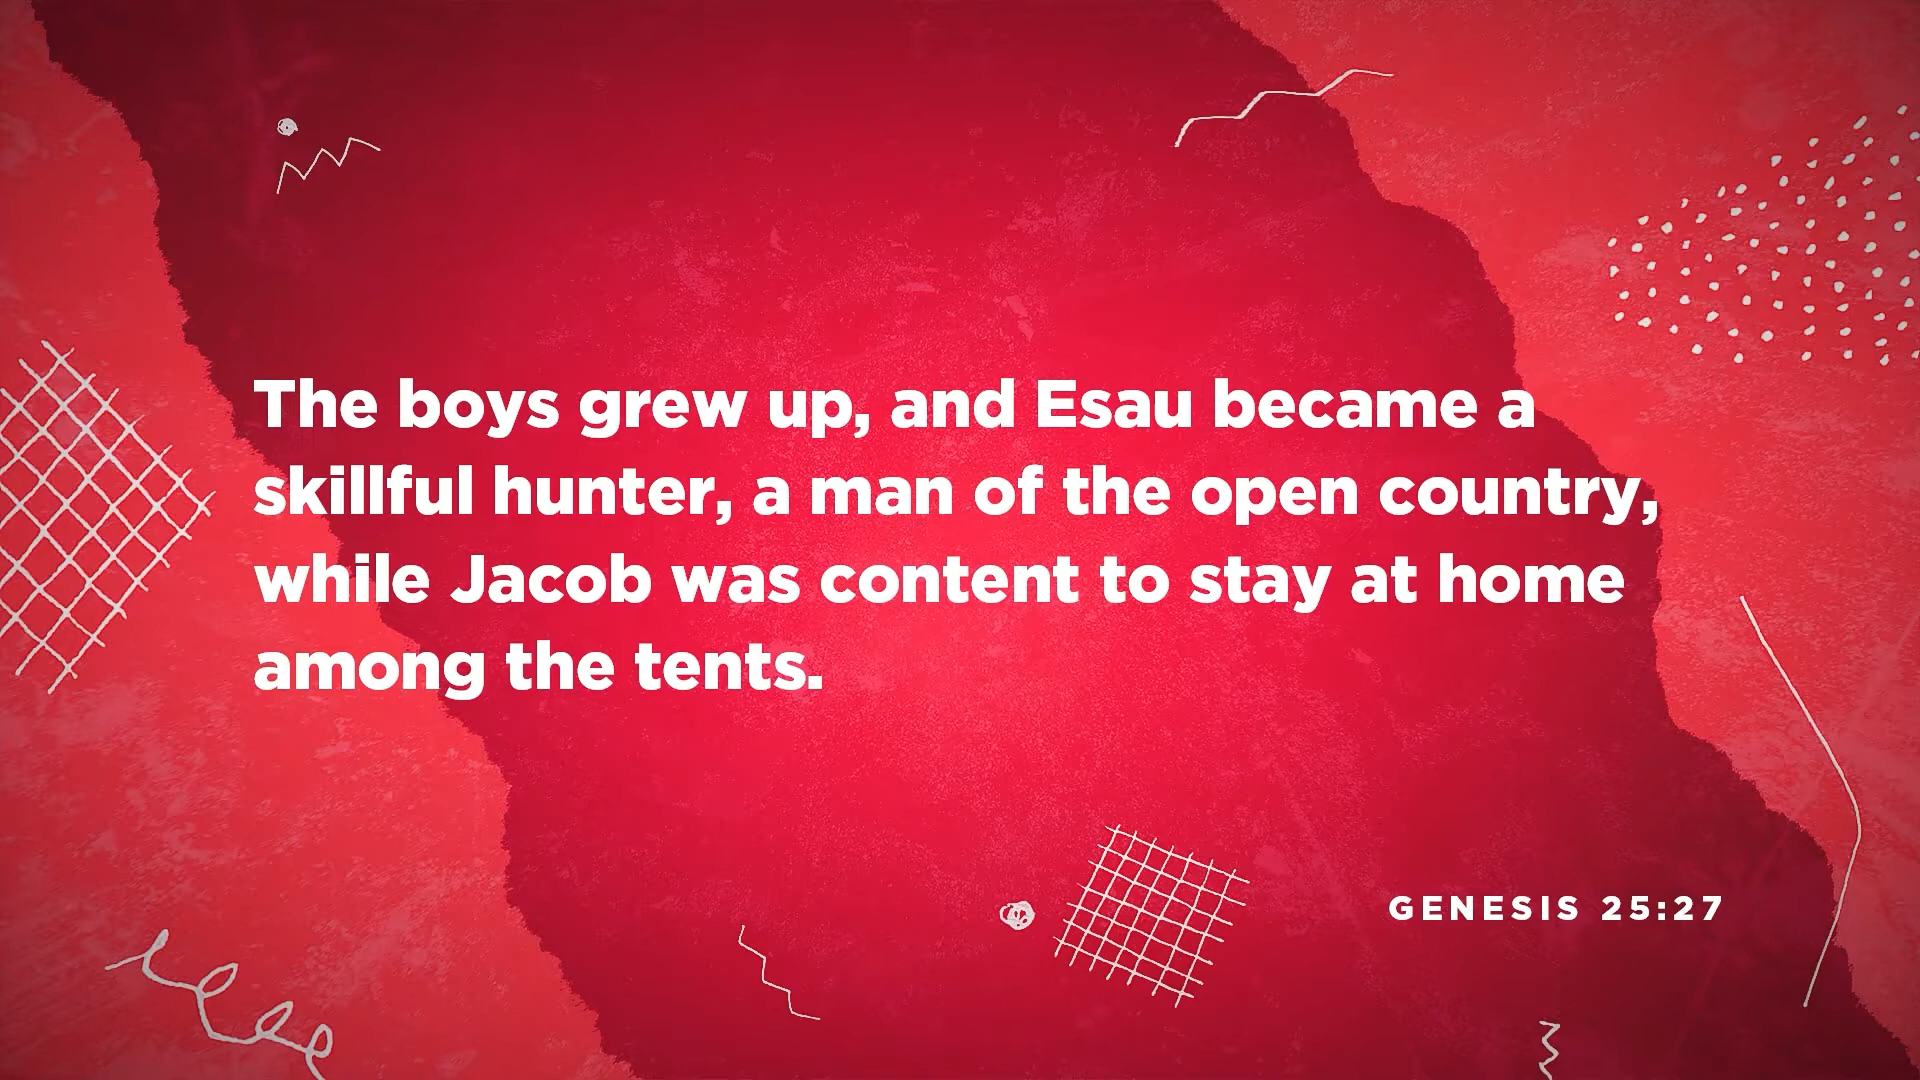 The boys grew up, and Esau became a
skillful hunter, a man of the open country,
while Jacob was content to stay at home
among the tents.
GENESIS 25:27